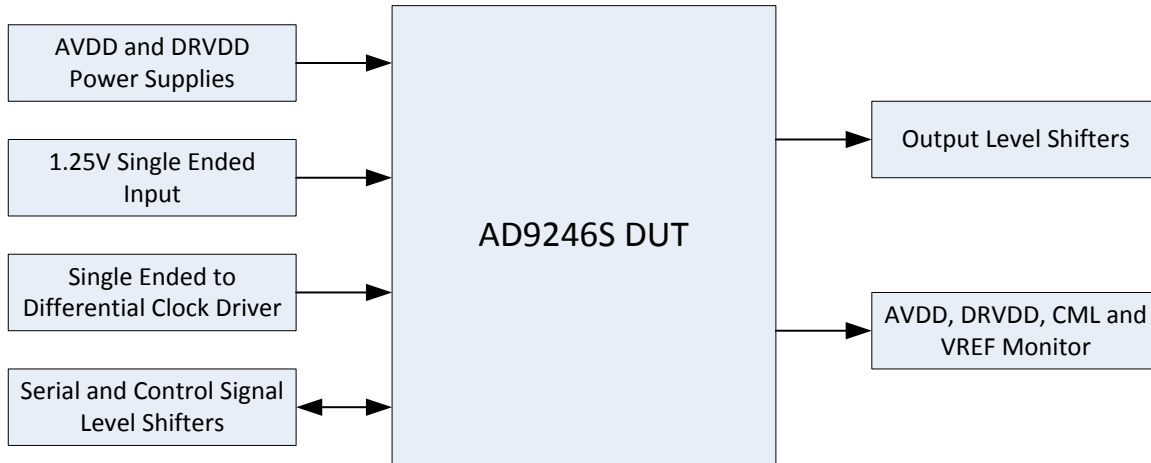 AVDD and DRVDD
Power Supplies
1.25V Single Ended
Input
Single Ended to
Differential Clock Driver
Serial and Control Signal
Level Shifters
AD9246S DUT
Output Level Shifters
AVDD, DRVDD, CML and
VREF Monitor